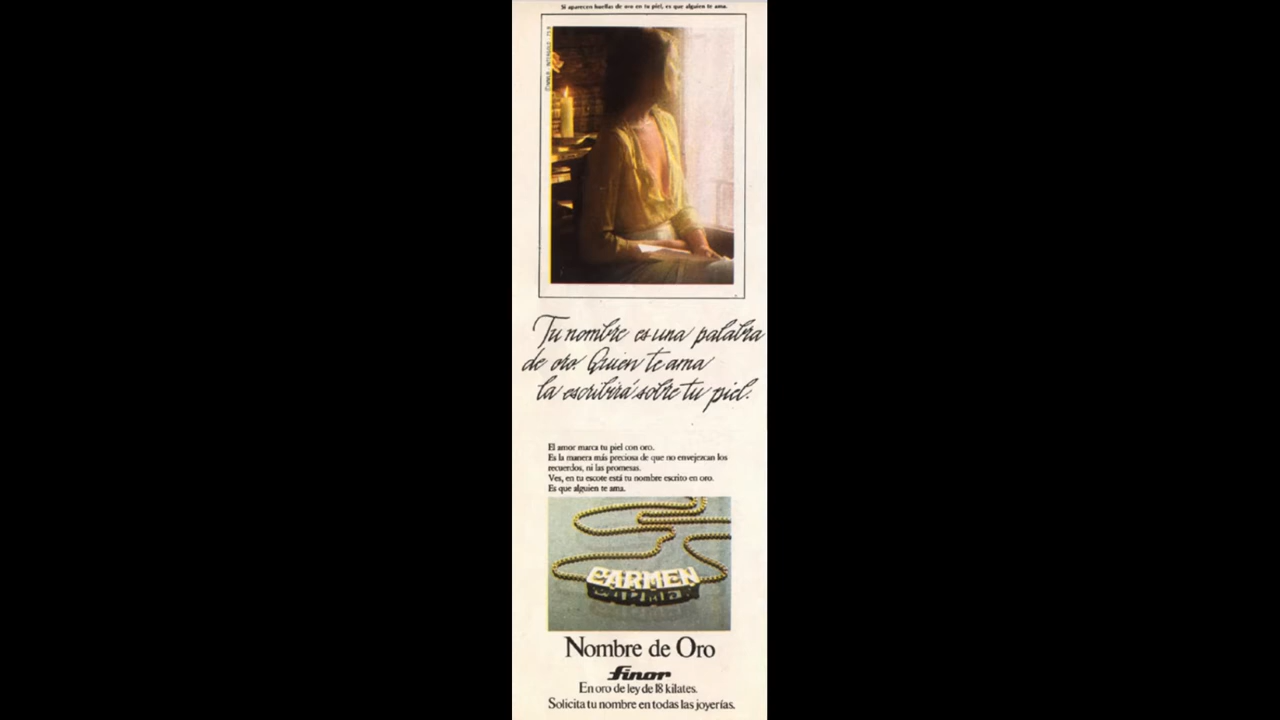 Si aparecen huellas de oro en tu piel, es que alguien te ama.
Tu nombre es una palabra
de oro. Quien te ama
la escribirá sobre tu piel.
El amor marca tu piel con oro.
Es la manera más preciosa de que no envejezcan los
recuerdos, ni las promesas.
Ves, en tu escote está tu nombre escrito en oro.
Es que alguien te ama.
CARMEN
Nombre de Oro
finor
En oro de ley de 18 kilates.
Solicita tu nombre en todas las joyerías.